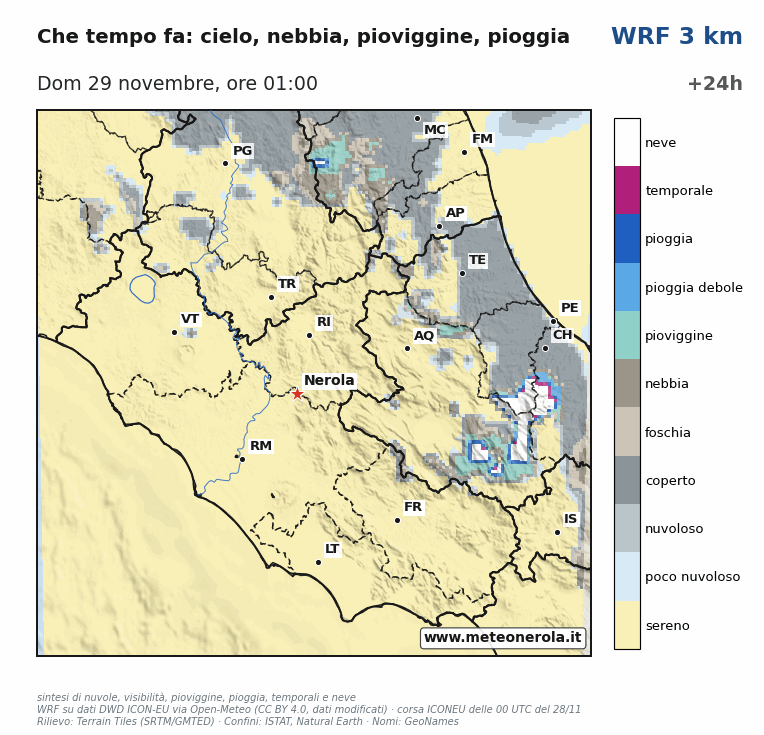 Che tempo fa: cielo, nebbia, pioviggine, pioggia
WRF 3 km
Dom 29 novembre, ore 01:00
+24h
MC
FM
PG
AP
TE
TR
PE
VT
RI
AQ
CH
Nerola
RM
FR
IS
LT
www.meteonerola.it
neve
temporale
pioggia
pioggia debole
pioviggine
nebbia
foschia
coperto
nuvoloso
poco nuvoloso
sereno
sintesi di nuvole, visibilità, pioviggine, pioggia, temporali e neve
WRF su dati DWD ICON-EU via Open-Meteo (CC BY 4.0, dati modificati) · corsa ICONEU delle 00 UTC del 28/11
Rilievo: Terrain Tiles (SRTM/GMTED) · Confini: ISTAT, Natural Earth · Nomi: GeoNames